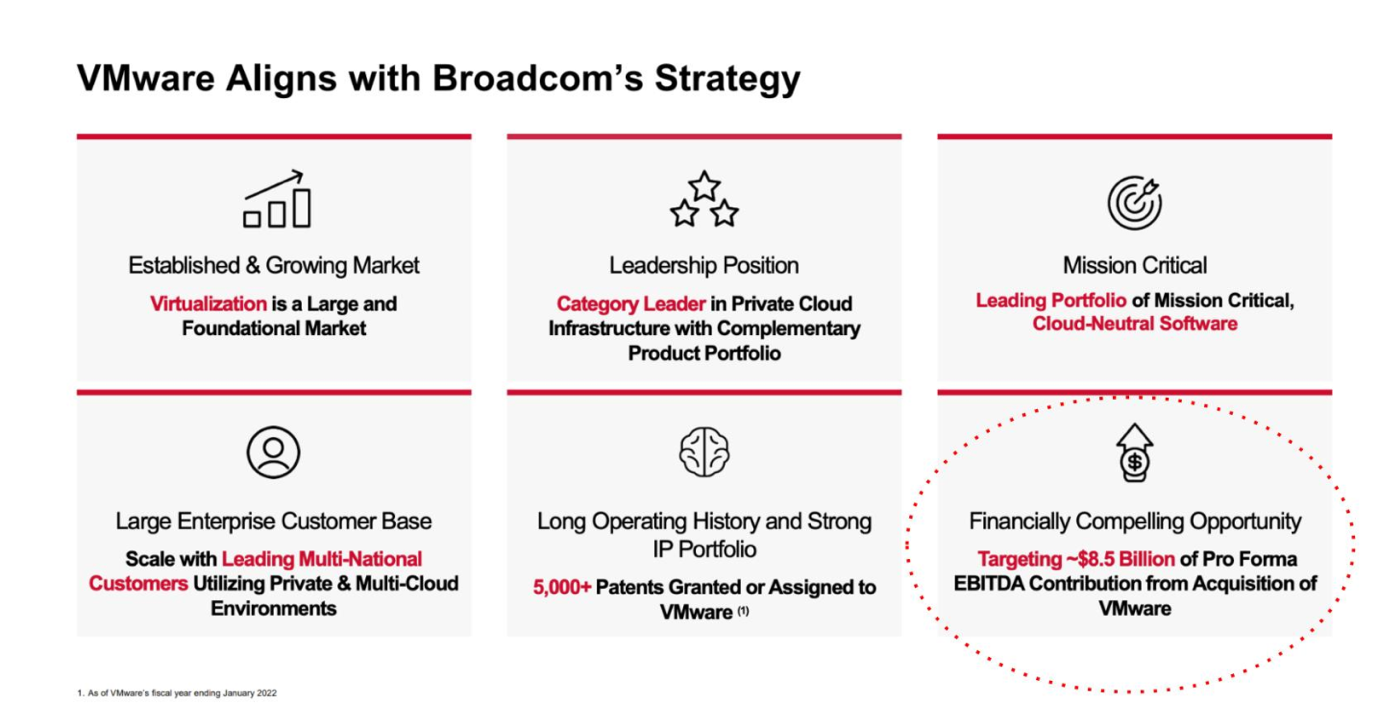 VMware Aligns with Broadcom's Strategy
Established & Growing Market
Virtualization is a Large and
Foundational Market
Leadership Position
Category Leader in Private Cloud
Infrastructure with Complementary
Product Portfolio
Mission Critical
Leading Portfolio of Mission Critical,
Cloud-Neutral Software
Large Enterprise Customer Base
Scale with Leading Multi-National
Customers Utilizing Private & Multi-Cloud
Environments
Long Operating History and Strong
IP Portfolio
5,000+ Patents Granted or Assigned to
VMware (1)
$
Financially Compelling Opportunity
Targeting ~$8.5 Billion of Pro Forma
EBITDA Contribution from Acquisition of
VMware
1. As of VMware's fiscal year ending January 2022